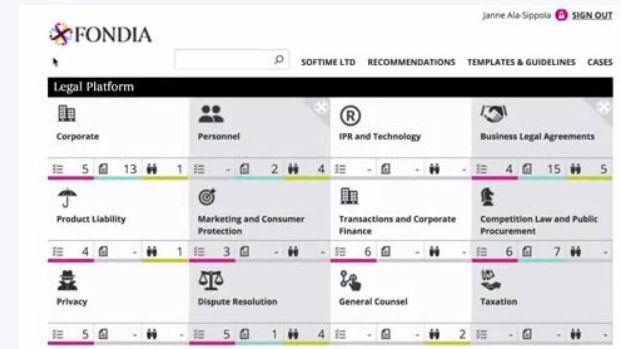 Janne Ala-Sippola SIGN OUT
FONDIA
SOFTIME LTD RECOMMENDATIONS TEMPLATES & GUIDELINES CASES
Legal Platform
Corporate Personnel IPR and Technology Business Legal Agreements
5 13 1 - 2 4 - - - 4 15 5
Product Liability Marketing and Consumer Transactions and Corporate Competition Law and Public
Protection Finance Procurement
4 - 1 3 - - 6 - - 6 7 -
Privacy Dispute Resolution General Counsel Taxation
5 - - 5 1 4 - - 2 - - -